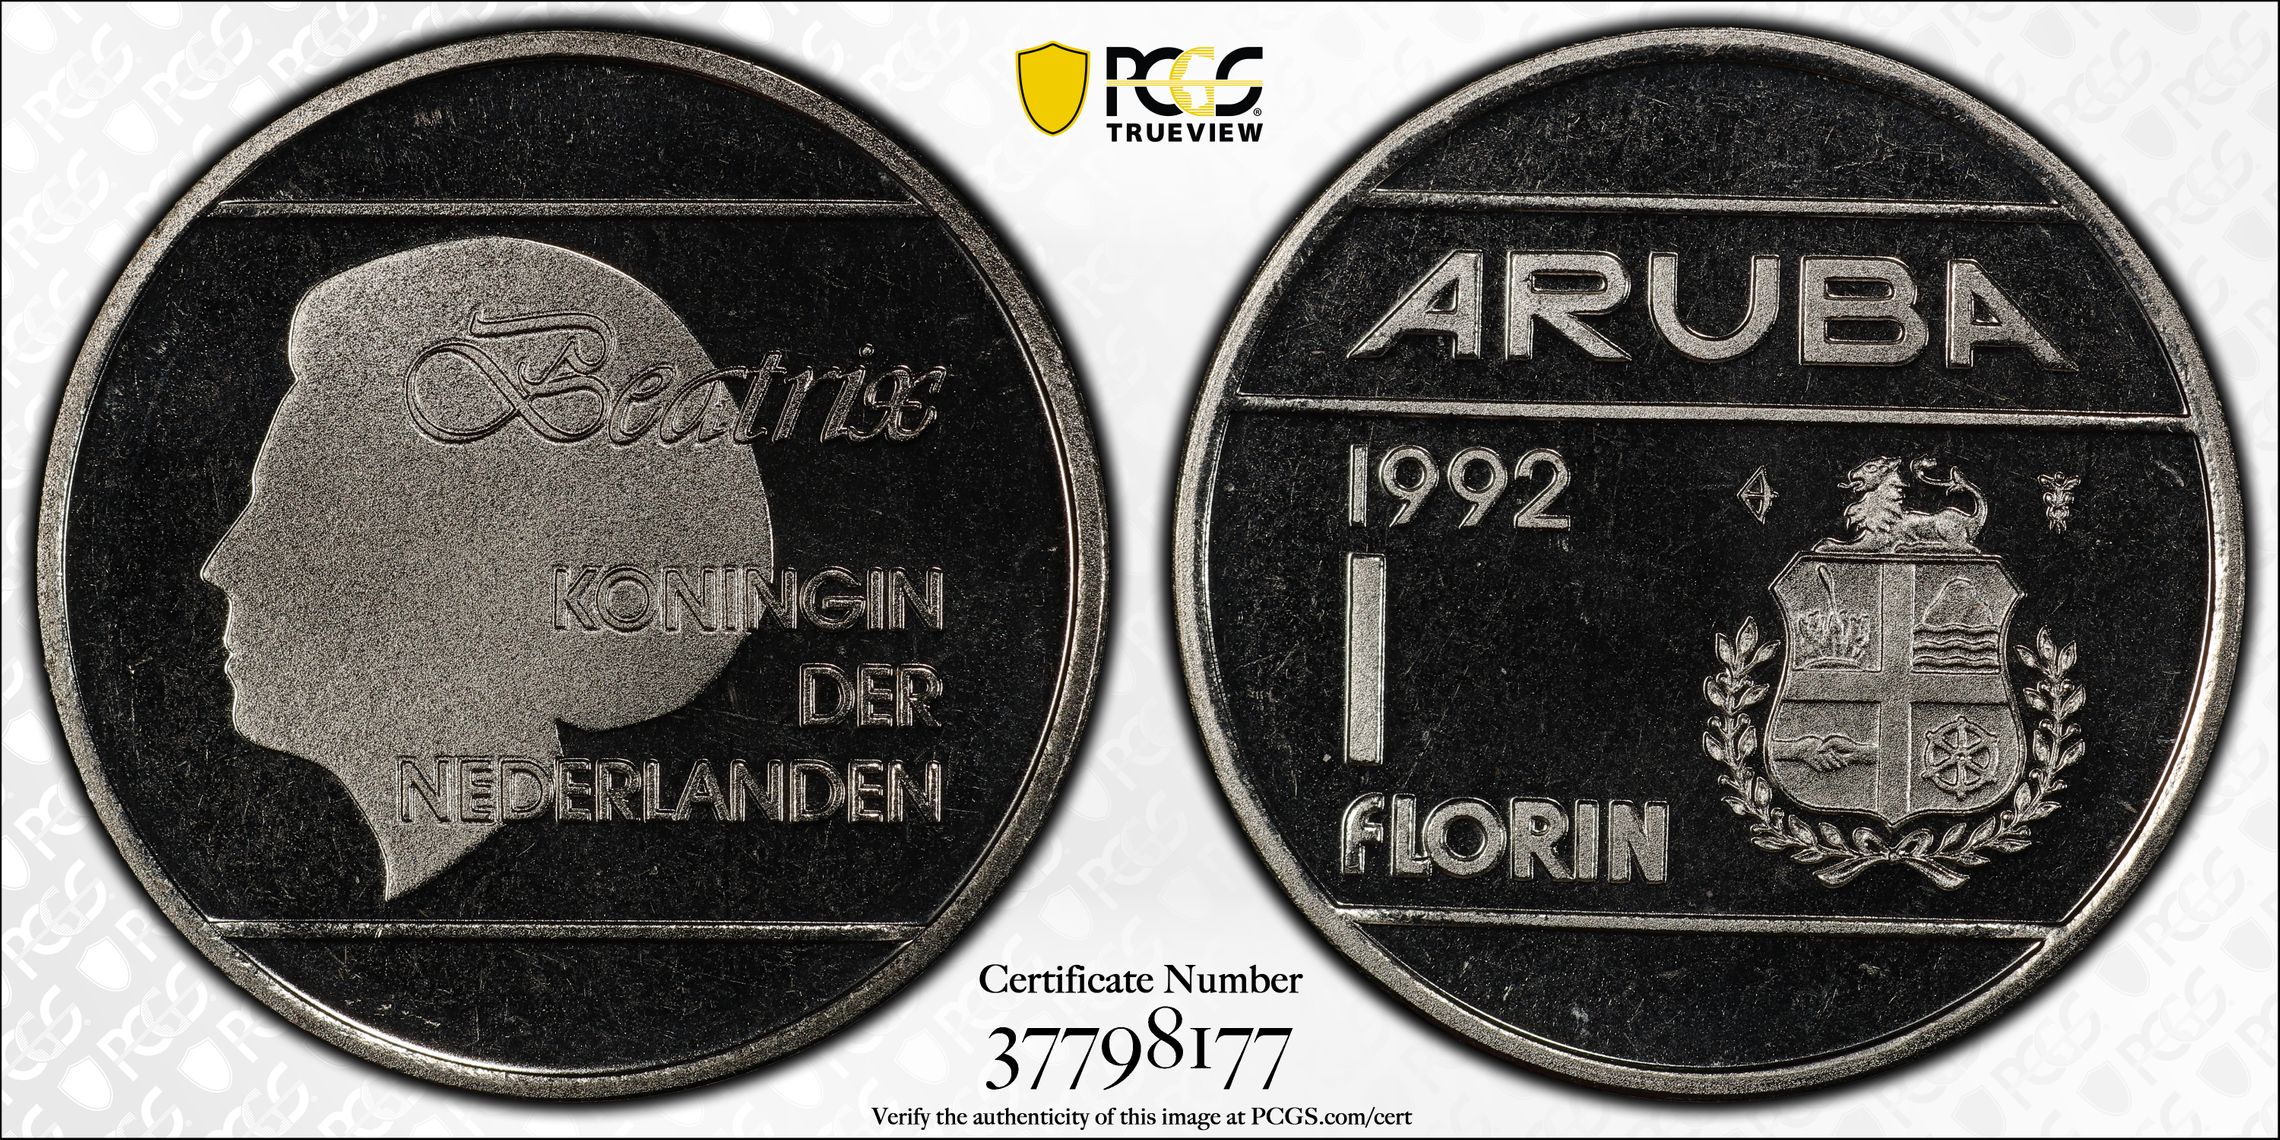 PCGS
TRUEVIEW
Beatrix
KONINGIN
DER
NEDERLANDEN
ARUBA
1992
1
FLORIN
Certificate Number
37798177
Verify the authenticity of this image at PCGS.com/cert